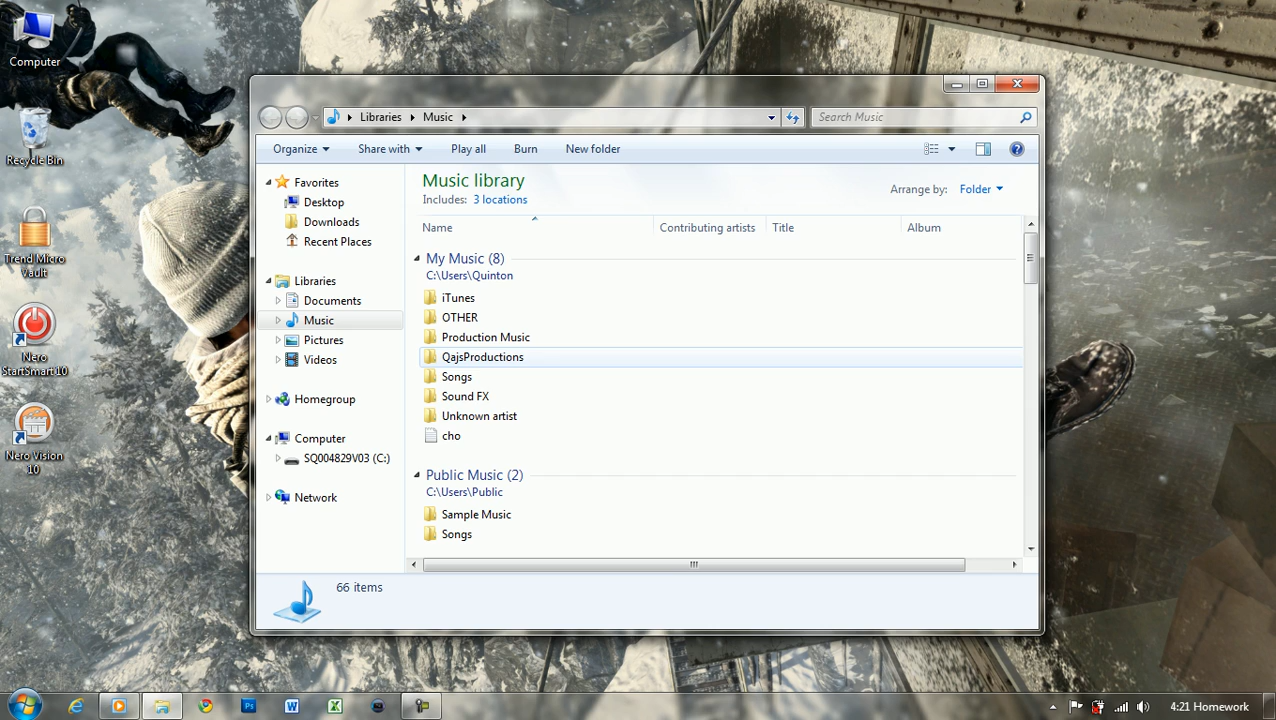 Computer
Recycle Bin
Trend Micro
Vault
Nero
StartSmart 10
Nero Vision
10
Libraries
Music
Search Music
Organize
Share with
Play all
Burn
New folder
Favorites
Desktop
Downloads
Recent Places
Libraries
Documents
Music
Pictures
Videos
Homegroup
Computer
SQ004829V03 (C:)
Network
Music library
Includes: 3 locations
Arrange by: Folder
Name
Contributing artists
Title
Album
My Music (8)
C:\Users\Quinton
iTunes
OTHER
Production Music
QajsProductions
Songs
Sound FX
Unknown artist
cho
Public Music (2)
C:\Users\Public
Sample Music
Songs
66 items
4:21 Homework